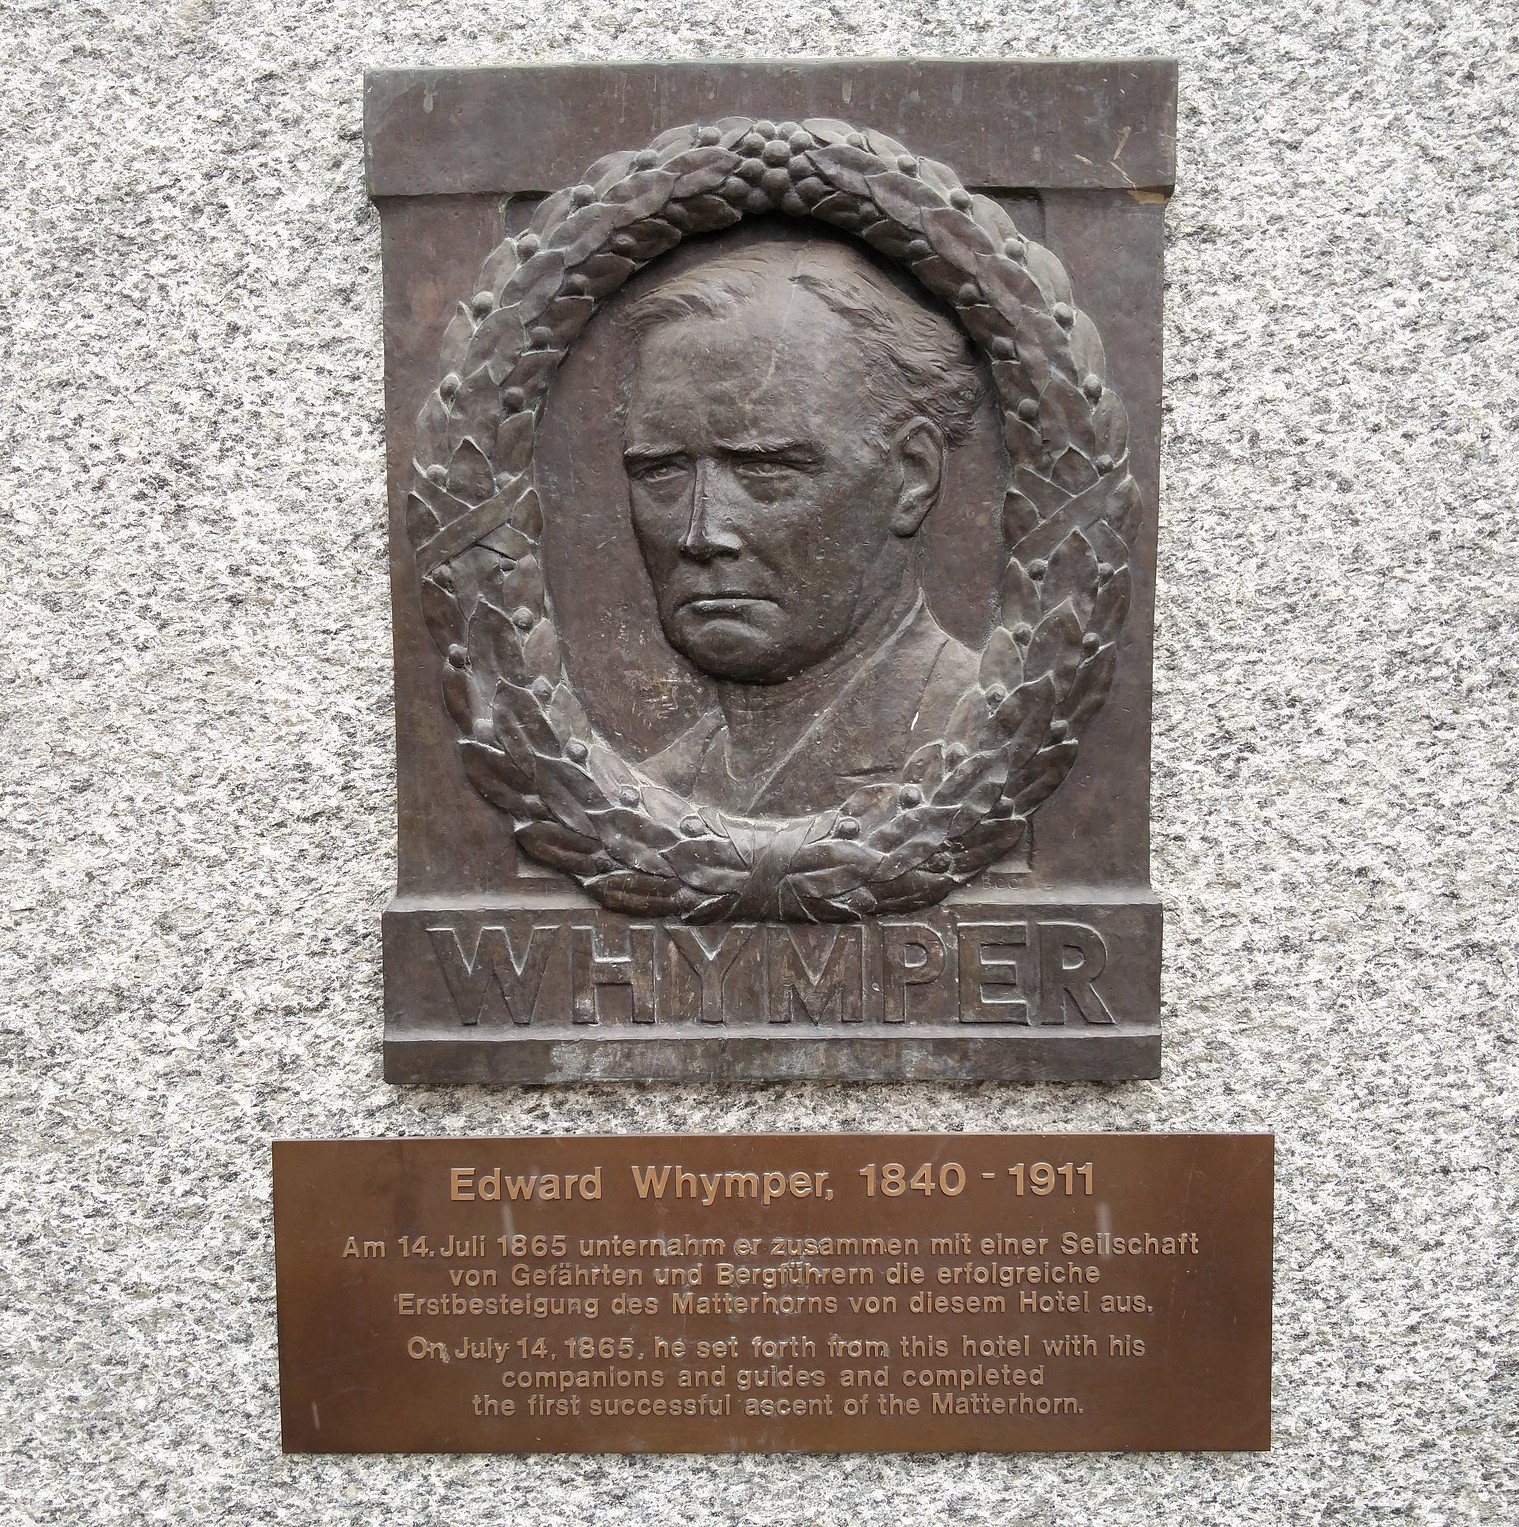 WHYMPER
Edward Whymper, 1840 - 1911
Am 14. Juli 1865 unternahm er zusammen mit einer Seilschaft
von Gefährten und Bergführern die erfolgreiche
Erstbesteigung des Matterhorns von diesem Hotel aus.
On July 14, 1865, he set forth from this hotel with his
companions and guides and completed
the first successful ascent of the Matterhorn.